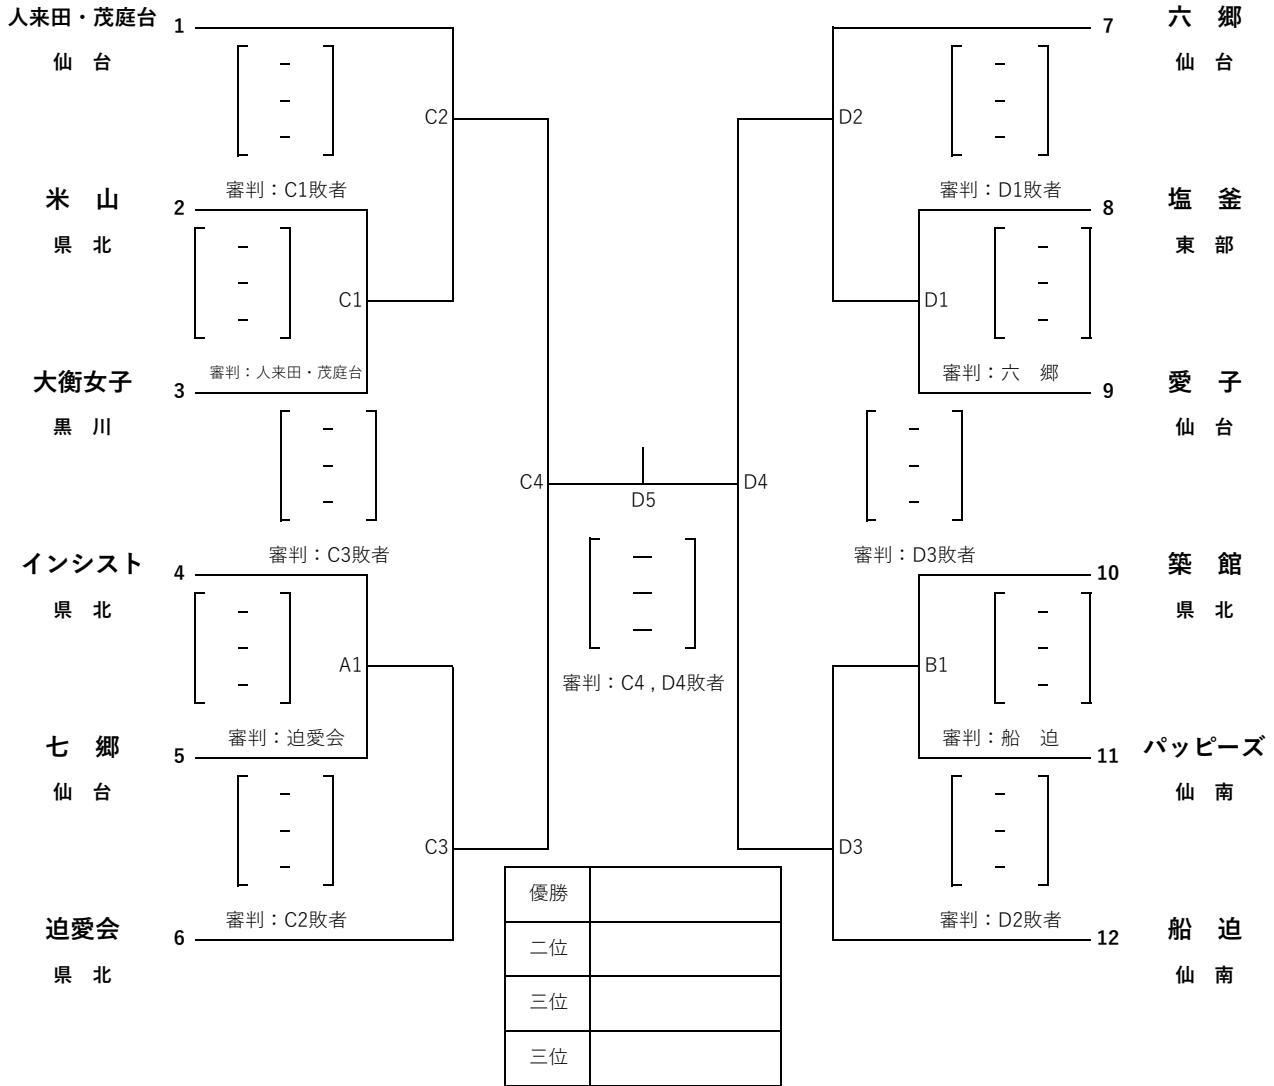 人来田・茂庭台 1
仙 台
C2
審判：C1敗者
米 山 2
県 北
C1
審判：人来田・茂庭台
大衡女子 3
黒 川
C4
審判：C3敗者
インシスト 4
県 北
A1
審判：迫愛会
七 郷 5
仙 台
C3
審判：C2敗者
迫愛会 6
県 北
D5
審判：C4 , D4敗者
優勝
二位
三位
三位
7 六 郷
仙 台
D2
審判：D1敗者
8 塩 釜
東 部
D1
審判：六 郷
9 愛 子
仙 台
D4
審判：D3敗者
10 築 館
県 北
B1
審判：船 迫
11 パッピーズ
仙 南
D3
審判：D2敗者
12 船 迫
仙 南